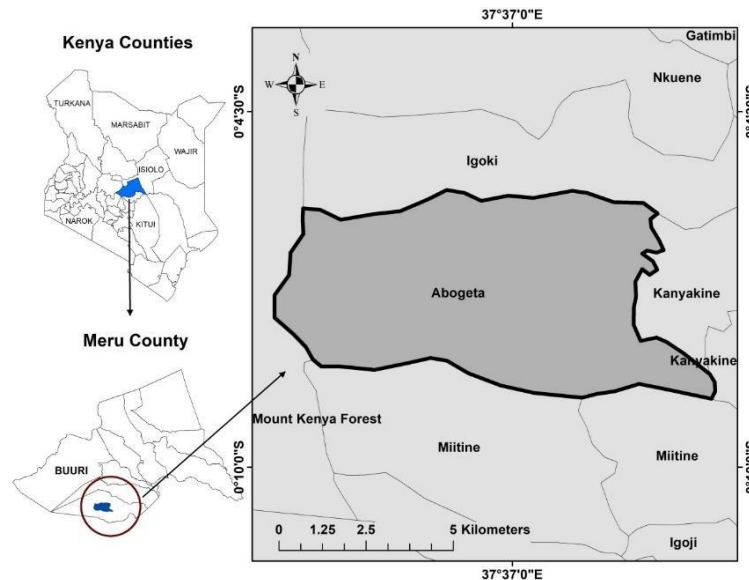 Kenya Counties
TURKANA
MARSABIT
WAJIR
ISIOLO
NAROK
KITUI
Meru County
BUURI
37°37'0"E
Gatimbi
Nkuene
N
W
E
S
0°4'30"S
Igoki
Abogeta
Kanyakine
Kanyakine
Mount Kenya Forest
Miitine
Miitine
0°10'0"S
0 1.25 2.5 5 Kilometers
Igoji
37°37'0"E